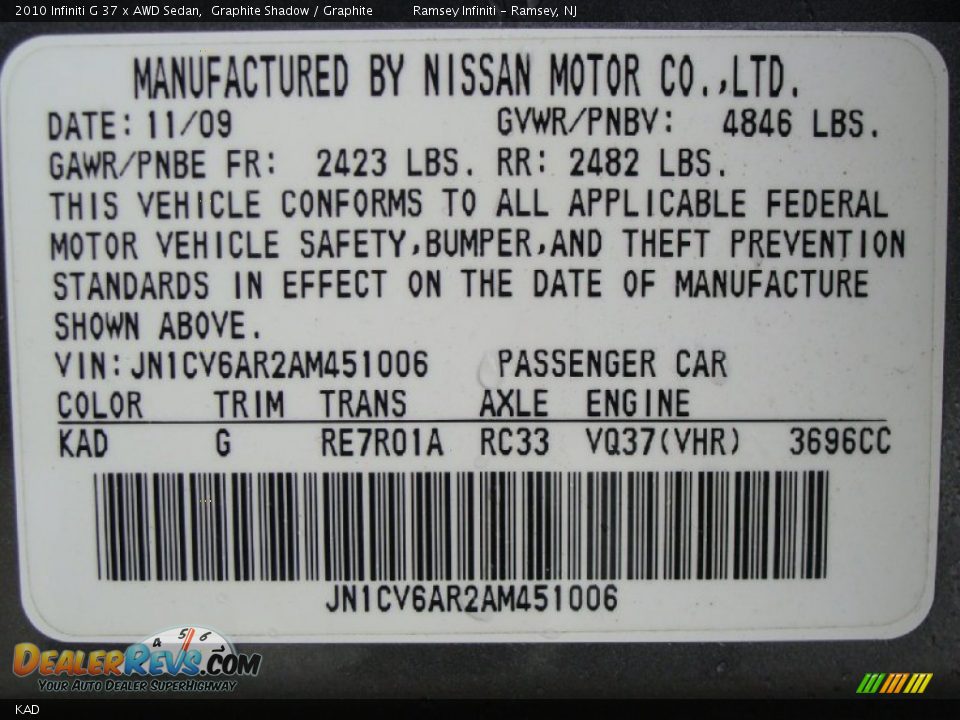 2010 Infiniti G 37 x AWD Sedan, Graphite Shadow / Graphite Ramsey Infiniti - Ramsey, NJ
MANUFACTURED BY NISSAN MOTOR CO.,LTD.
DATE: 11/09 GVWR/PNBV: 4846 LBS.
GAWR/PNBE FR: 2423 LBS. RR: 2482 LBS.
THIS VEHICLE CONFORMS TO ALL APPLICABLE FEDERAL
MOTOR VEHICLE SAFETY,BUMPER,AND THEFT PREVENTION
STANDARDS IN EFFECT ON THE DATE OF MANUFACTURE
SHOWN ABOVE.
VIN:JN1CV6AR2AM451006 PASSENGER CAR
COLOR TRIM TRANS AXLE ENGINE
KAD G RE7R01A RC33 VQ37(VHR) 3696CC
JN1CV6AR2AM451006
4 5 6
DEALERREVS.COM
YOUR AUTO DEALER SUPERHIGHWAY
KAD